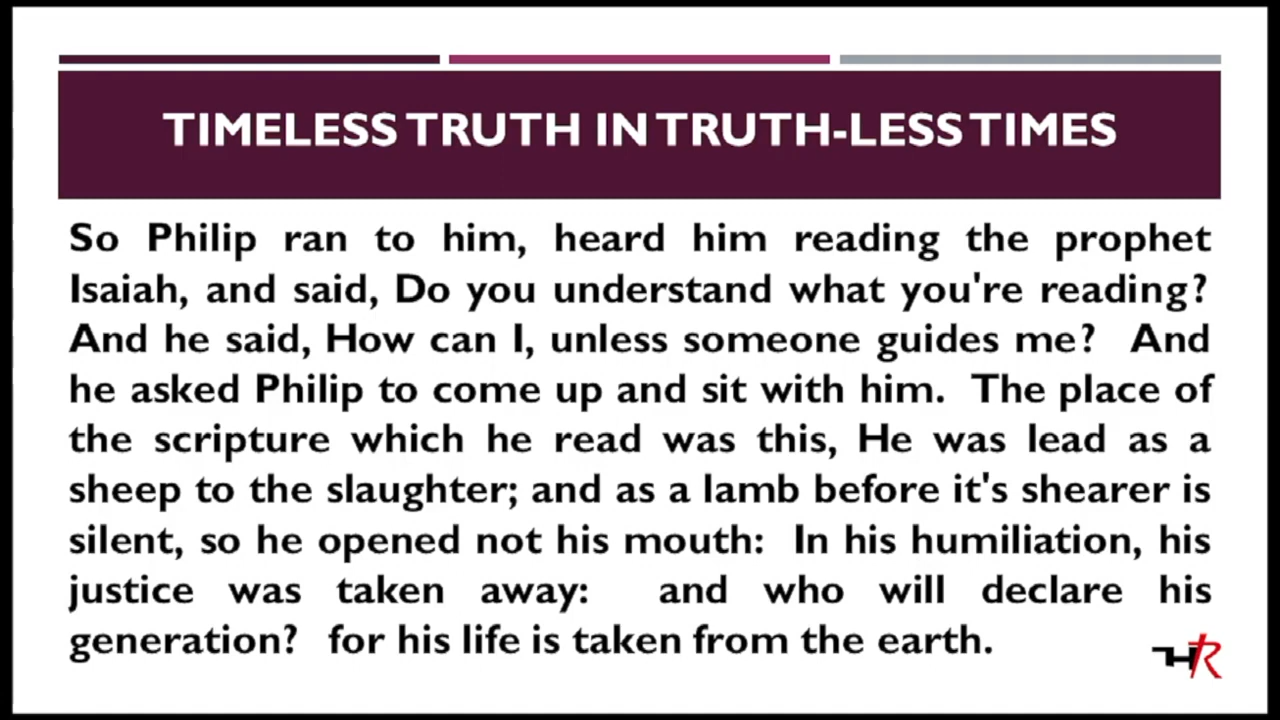 TIMELESS TRUTH IN TRUTH-LESS TIMES
So Philip ran to him, heard him reading the prophet
Isaiah, and said, Do you understand what you're reading?
And he said, How can I, unless someone guides me? And
he asked Philip to come up and sit with him. The place of
the scripture which he read was this, He was lead as a
sheep to the slaughter; and as a lamb before it's shearer is
silent, so he opened not his mouth: In his humiliation, his
justice was taken away: and who will declare his
generation? for his life is taken from the earth.
THR